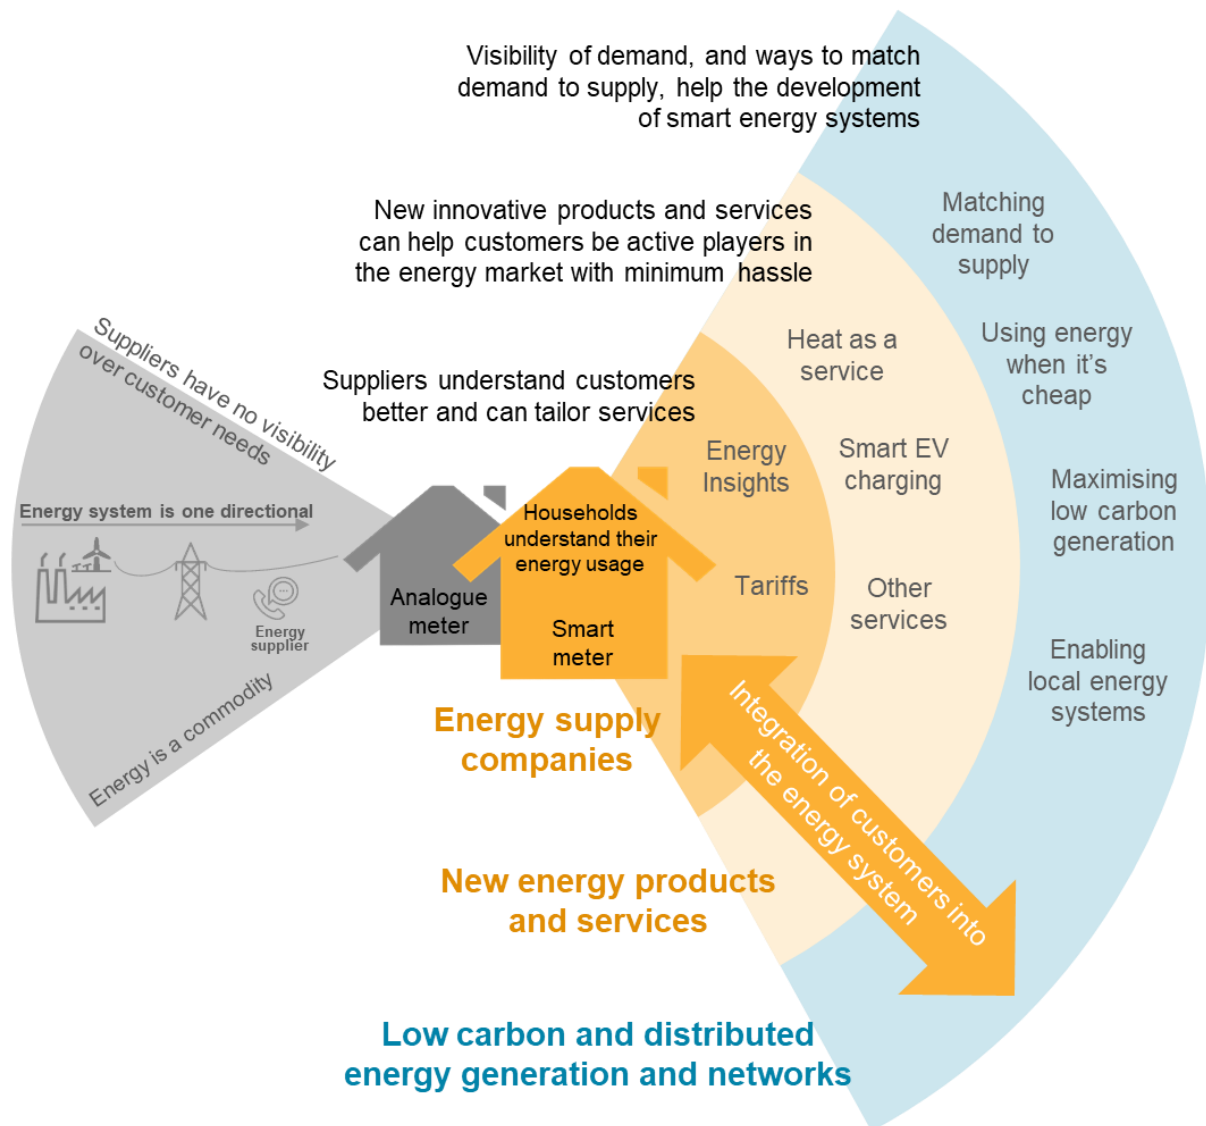 Visibility of demand, and ways to match
demand to supply, help the development
of smart energy systems
New innovative products and services
can help customers be active players in
the energy market with minimum hassle
Suppliers understand customers
better and can tailor services
Suppliers have no visibility
over customer needs
Energy system is one directional
Energy
supplier
Energy is a commodity
Analogue
meter
Households
understand their
energy usage
Smart
meter
Energy
Insights
Tariffs
Heat as a
service
Smart EV
charging
Other
services
Matching
demand to
supply
Using energy
when it's
cheap
Maximising
low carbon
generation
Enabling
local energy
systems
Integration of customers into
the energy system
Energy supply
companies
New energy products
and services
Low carbon and distributed
energy generation and networks